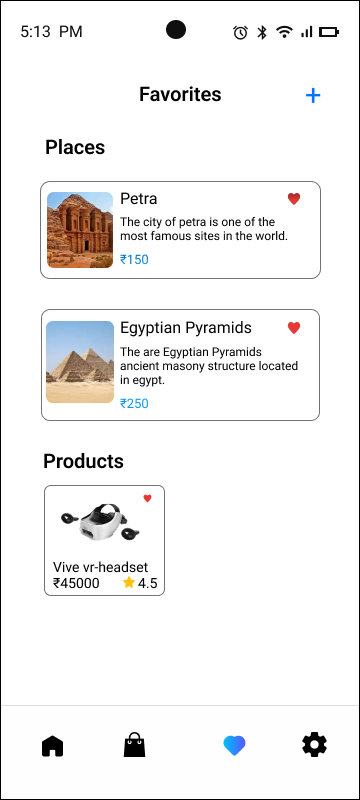 5:13 PM
Favorites
Places
Petra
The city of petra is one of the
most famous sites in the world.
₹150
Egyptian Pyramids
The are Egyptian Pyramids
ancient masony structure located
in egypt.
₹250
Products
Vive vr-headset
₹45000 4.5